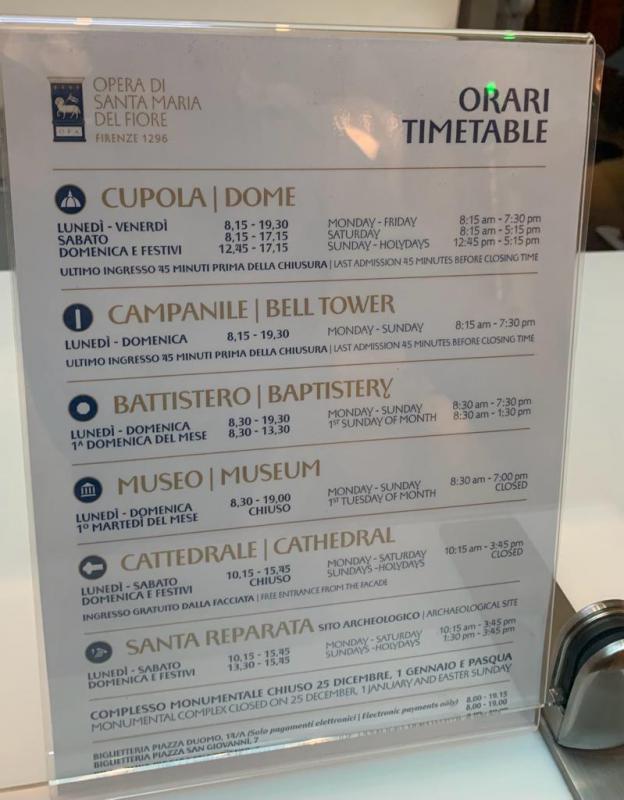 OPERA DI
SANTA MARIA
DEL FIORE
FIRENZE 1296
OPA
ORARI
TIMETABLE
CUPOLA | DOME
LUNEDÌ - VENERDÌ 8,15 - 19,30 MONDAY - FRIDAY 8:15 am - 7:30 pm
SABATO 8,15 - 17,15 SATURDAY 8:15 am - 5:15 pm
DOMENICA E FESTIVI 12,45 - 17,15 SUNDAY - HOLYDAYS 12:45 pm - 5:15 pm
ULTIMO INGRESSO 45 MINUTI PRIMA DELLA CHIUSURA | LAST ADMISSION 45 MINUTES BEFORE CLOSING TIME
CAMPANILE | BELL TOWER
LUNEDÌ - DOMENICA 8,15 - 19,30 MONDAY - SUNDAY 8:15 am - 7:30 pm
ULTIMO INGRESSO 45 MINUTI PRIMA DELLA CHIUSURA | LAST ADMISSION 45 MINUTES BEFORE CLOSING TIME
BATTISTERO | BAPTISTERY
LUNEDÌ - DOMENICA 8,30 - 19,30 MONDAY - SUNDAY 8:30 am - 7:30 pm
1ª DOMENICA DEL MESE 8,30 - 13,30 1ST SUNDAY OF MONTH 8:30 am - 1:30 pm
MUSEO | MUSEUM
LUNEDÌ - DOMENICA 8,30 - 19,00 MONDAY - SUNDAY 8:30 am - 7:00 pm
1º MARTEDÌ DEL MESE CHIUSO 1ST TUESDAY OF MONTH CLOSED
CATTEDRALE | CATHEDRAL
LUNEDÌ - SABATO 10,15 - 15,45 MONDAY - SATURDAY 10:15 am - 3:45 pm
DOMENICA E FESTIVI CHIUSO SUNDAYS -HOLYDAYS CLOSED
INGRESSO GRATUITO DALLA FACCIATA | FREE ENTRANCE FROM THE FACADE
SANTA REPARATA SITO ARCHEOLOGICO | ARCHAEOLOGICAL SITE
LUNEDÌ - SABATO 10,15 - 15,45 MONDAY - SATURDAY 10:15 am - 3:45 pm
DOMENICA E FESTIVI 13,30 - 15,45 SUNDAYS -HOLYDAYS 1:30 pm - 3:45 pm
COMPLESSO MONUMENTALE CHIUSO 25 DICEMBRE, 1 GENNAIO E PASQUA
MONUMENTAL COMPLEX CLOSED ON 25 DECEMBER, 1 JANUARY AND EASTER SUNDAY
BIGLIETTERIA PIAZZA DUOMO, 14/A (Solo pagamenti elettronici | Electronic payments only) 8,00 - 19,15
BIGLIETTERIA PIAZZA SAN GIOVANNI, 7 8,00 - 19,00